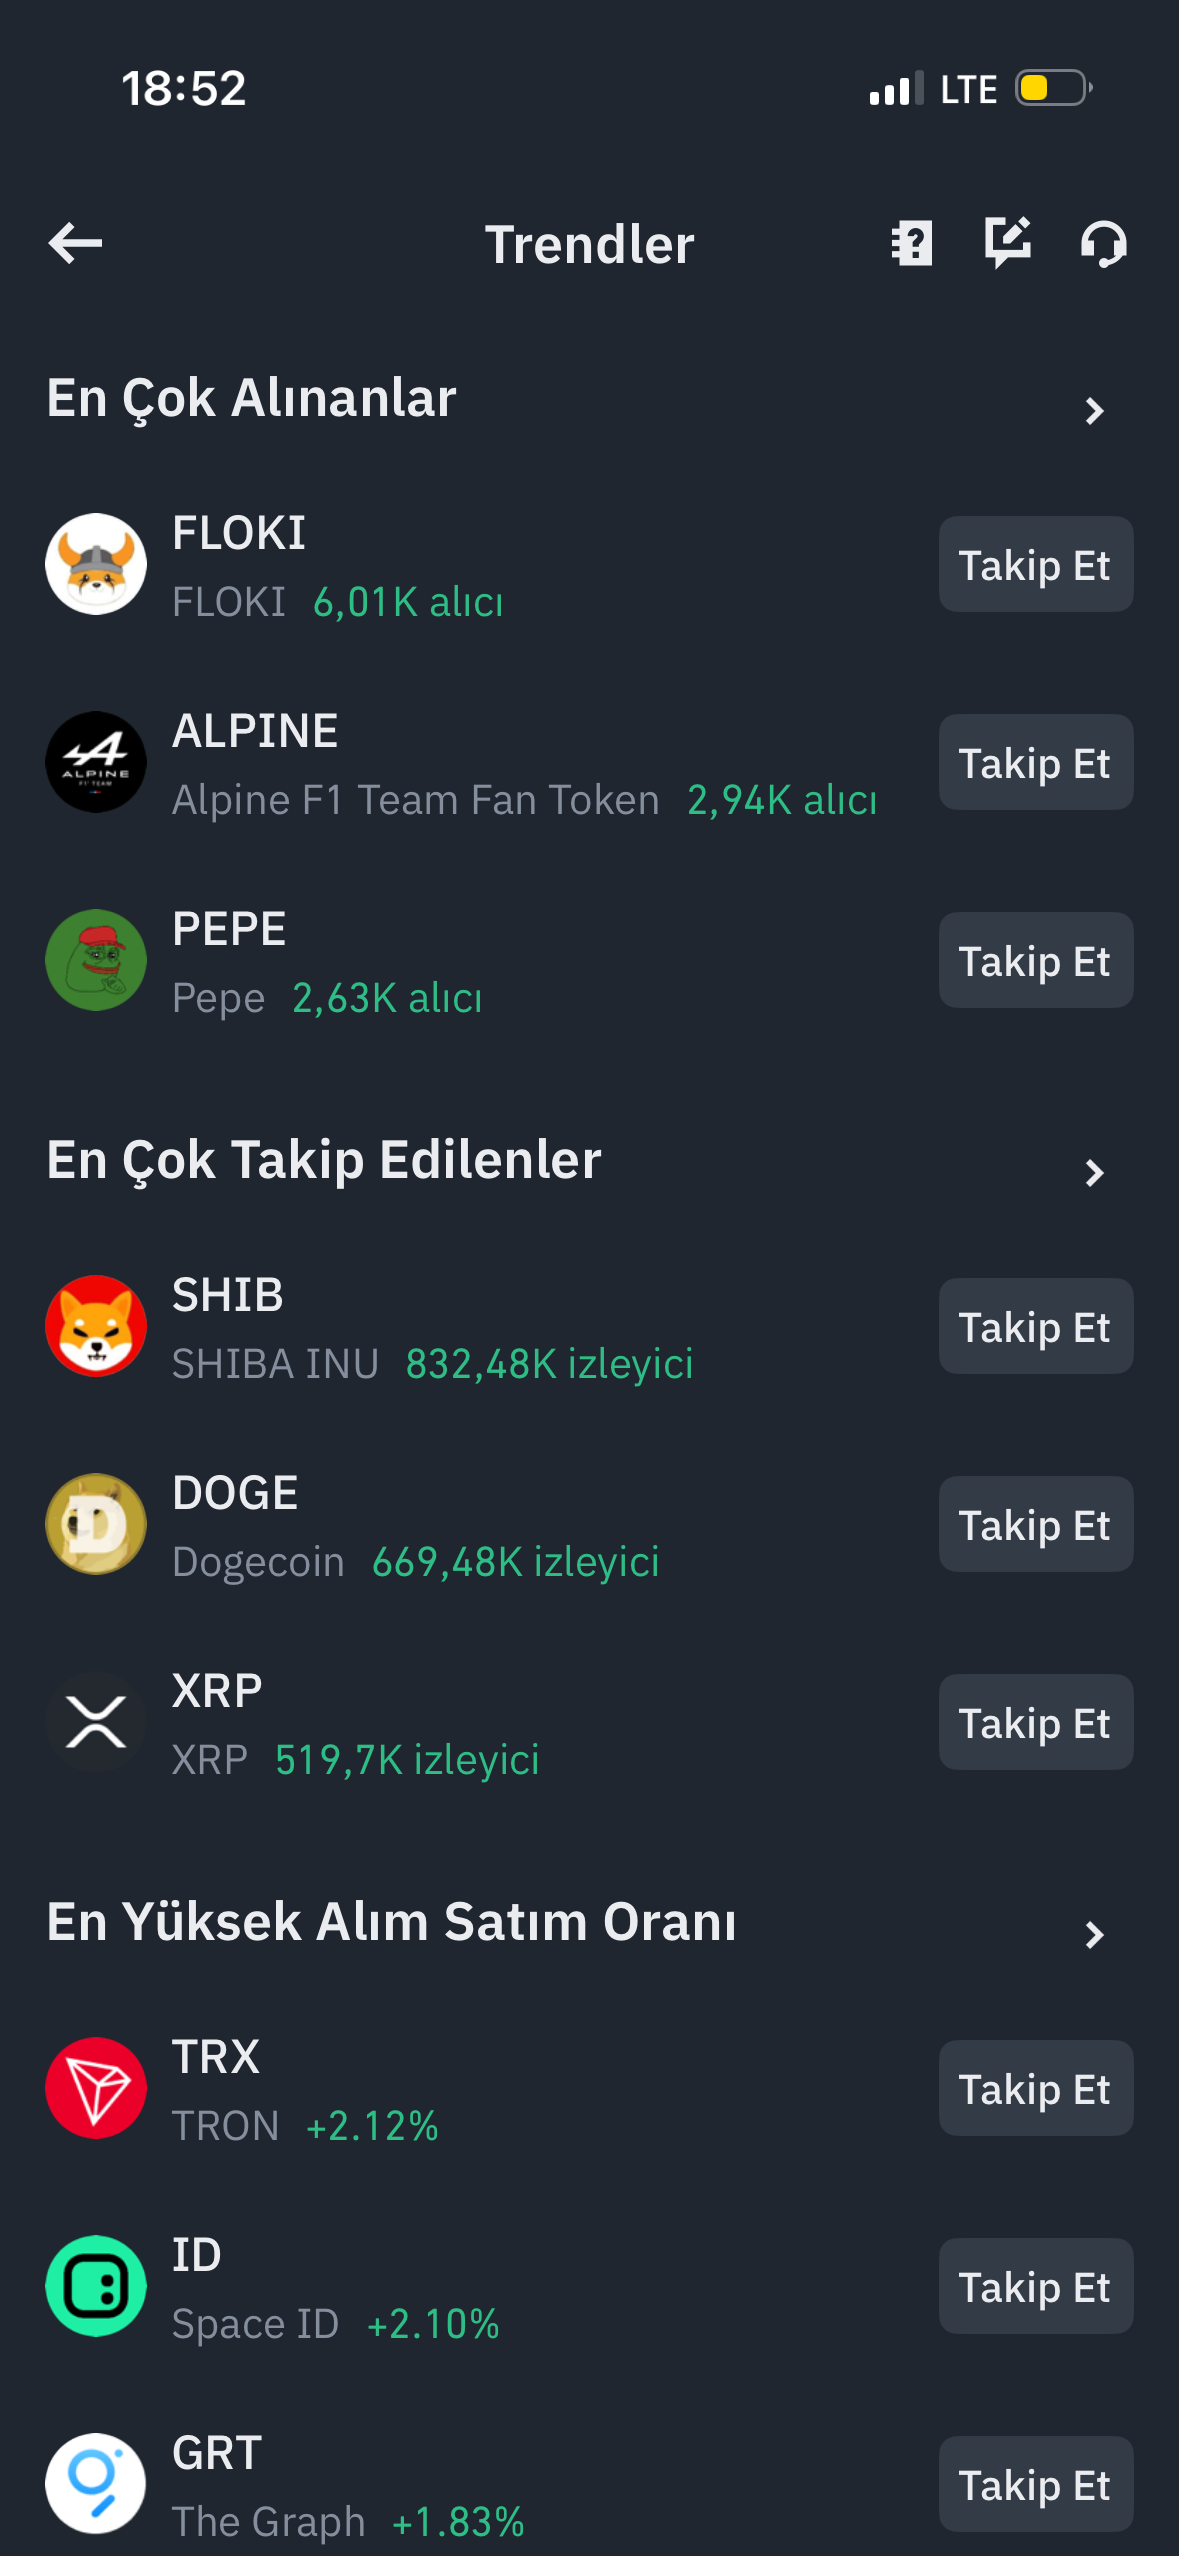 18:52 LTE
Trendler
En Çok Alınanlar
FLOKI
Takip Et
FLOKI 6,01K alıcı
ALPINE
ALPINE
Takip Et
Alpine F1 Team Fan Token 2,94K alıcı
PEPE
Takip Et
Pepe 2,63K alıcı
En Çok Takip Edilenler
SHIB
Takip Et
SHIBA INU 832,48K izleyici
DOGE
Takip Et
Dogecoin 669,48K izleyici
XRP
Takip Et
XRP 519,7K izleyici
En Yüksek Alım Satım Oranı
TRX
Takip Et
TRON +2.12%
ID
Takip Et
Space ID +2.10%
GRT
Takip Et
The Graph +1.83%